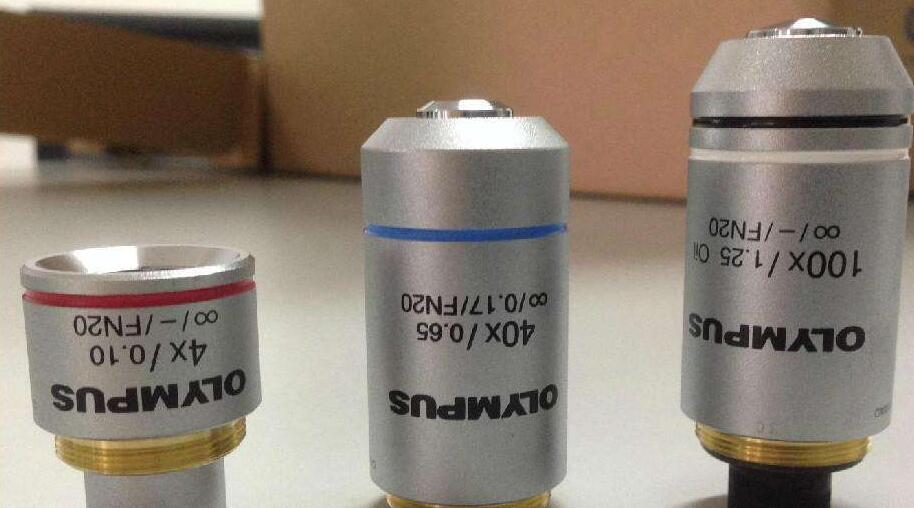 OLYMPUS
4x/0.10
∞/-/FN20
OLYMPUS
40x/0.65
∞/0.17/FN20
OLYMPUS
100x/1.25 Oil
∞/-/FN20